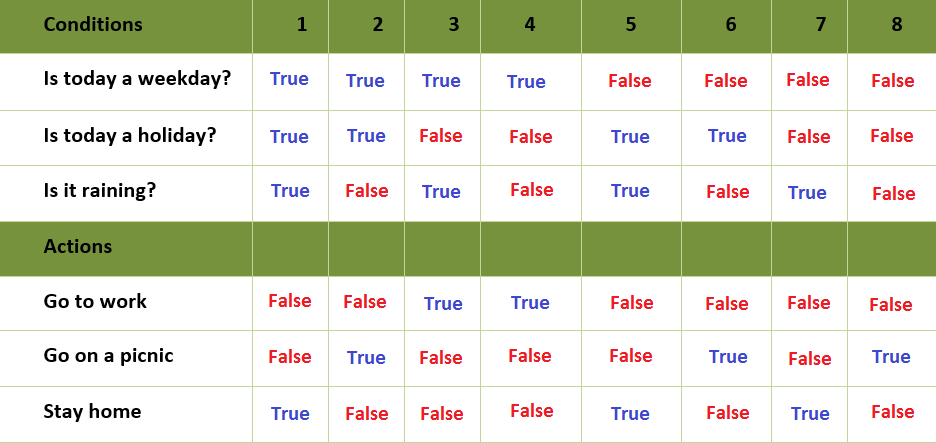 Conditions 1 2 3 4 5 6 7 8
Is today a weekday? True True True True False False False False
Is today a holiday? True True False False True True False False
Is it raining? True False True False True False True False
Actions
Go to work False False True True False False False False
Go on a picnic False True False False False True False True
Stay home True False False False True False True False